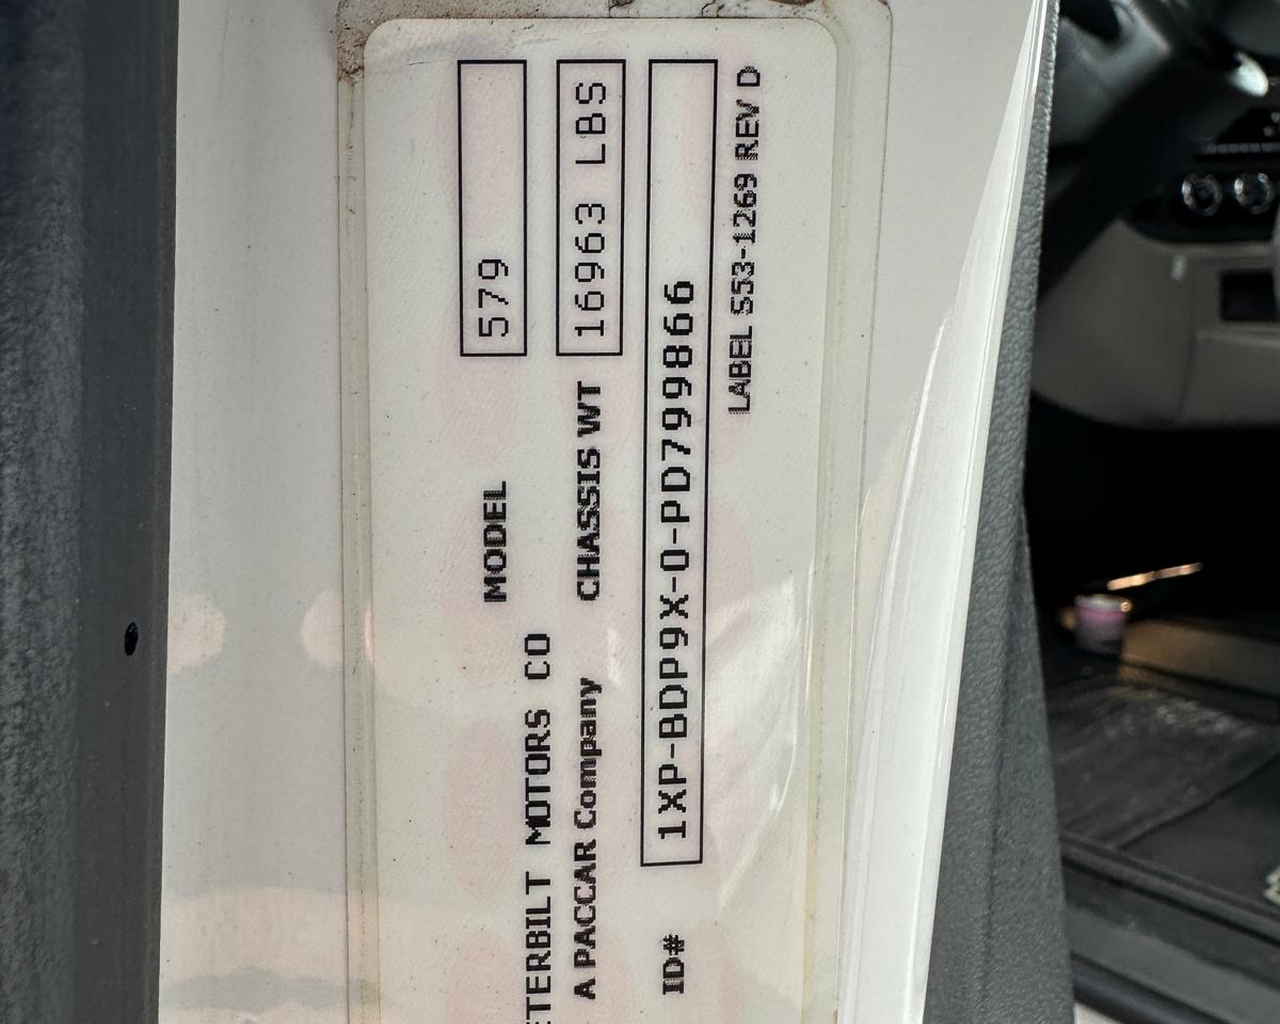 MODEL 579
ETERBILT MOTORS CO
A PACCAR Company CHASSIS WT 16963 LBS
ID# 1XP-BDP9X-0-PD799866
LABEL S53-1269 REV D